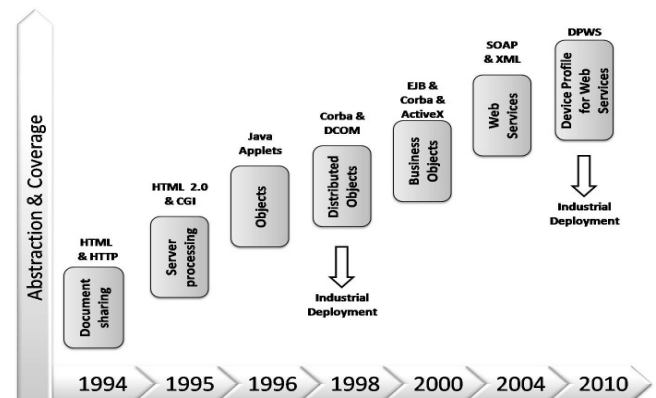 Abstraction & Coverage
HTML
& HTTP
Document
sharing
HTML 2.0
& CGI
Server
processing
Java
Applets
Objects
Corba &
DCOM
Distributed
Objects
Industrial
Deployment
EJB &
Corba &
ActiveX
Business
Objects
SOAP
& XML
Web
Services
DPWS
Device Profile
for Web
Services
Industrial
Deployment
1994
1995
1996
1998
2000
2004
2010